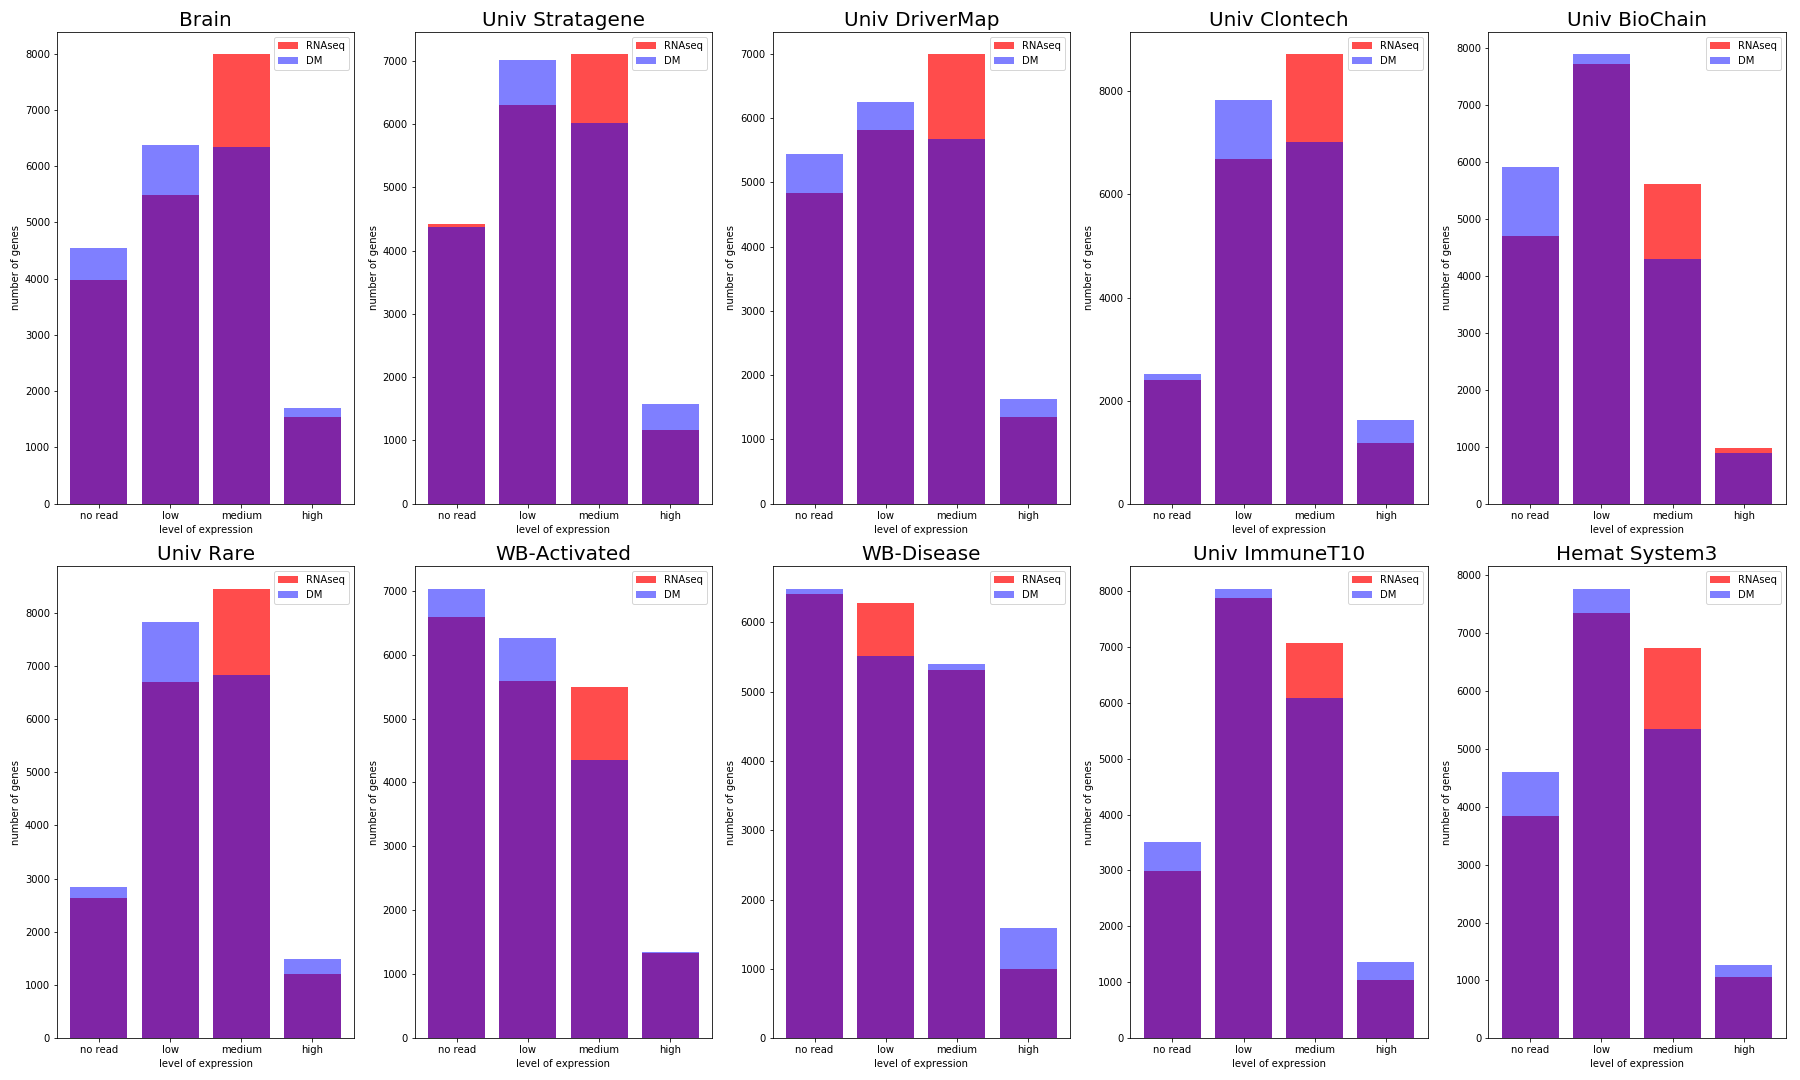 Brain
RNAseq
DM
8000
7000
6000
5000
4000
3000
2000
1000
0
number of genes
no read low medium high
level of expression
Univ Stratagene
RNAseq
DM
7000
6000
5000
4000
3000
2000
1000
0
number of genes
no read low medium high
level of expression
Univ DriverMap
RNAseq
DM
7000
6000
5000
4000
3000
2000
1000
0
number of genes
no read low medium high
level of expression
Univ Clontech
RNAseq
DM
8000
6000
4000
2000
0
number of genes
no read low medium high
level of expression
Univ BioChain
RNAseq
DM
8000
7000
6000
5000
4000
3000
2000
1000
0
number of genes
no read low medium high
level of expression
Univ Rare
RNAseq
DM
8000
7000
6000
5000
4000
3000
2000
1000
0
number of genes
no read low medium high
level of expression
WB-Activated
RNAseq
DM
7000
6000
5000
4000
3000
2000
1000
0
number of genes
no read low medium high
level of expression
WB-Disease
RNAseq
DM
6000
5000
4000
3000
2000
1000
0
number of genes
no read low medium high
level of expression
Univ ImmuneT10
RNAseq
DM
8000
7000
6000
5000
4000
3000
2000
1000
0
number of genes
no read low medium high
level of expression
Hemat System3
RNAseq
DM
8000
7000
6000
5000
4000
3000
2000
1000
0
number of genes
no read low medium high
level of expression